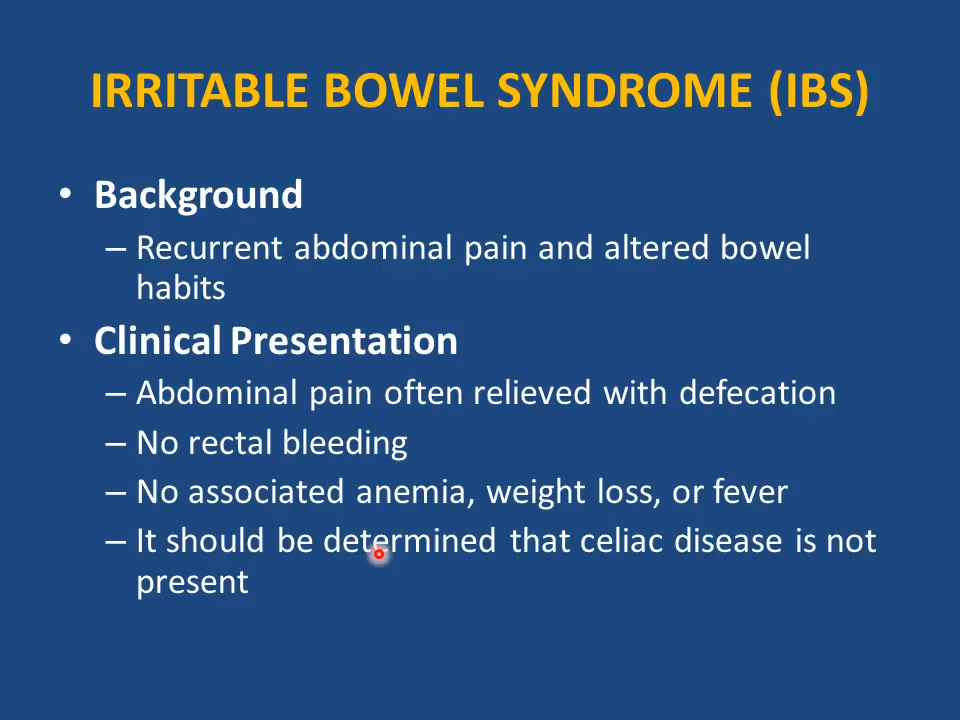 IRRITABLE BOWEL SYNDROME (IBS)
• Background
– Recurrent abdominal pain and altered bowel
habits
• Clinical Presentation
– Abdominal pain often relieved with defecation
– No rectal bleeding
– No associated anemia, weight loss, or fever
– It should be determined that celiac disease is not
present